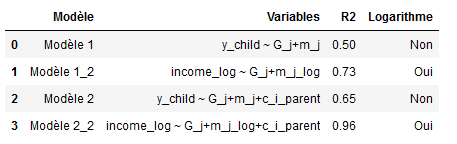 Modèle Variables R2 Logarithme
0 Modèle 1 y_child ~ G_j+m_j 0.50 Non
1 Modèle 1_2 income_log ~ G_j+m_j_log 0.73 Oui
2 Modèle 2 y_child ~ G_j+m_j+c_i_parent 0.65 Non
3 Modèle 2_2 income_log ~ G_j+m_j_log+c_i_parent 0.96 Oui